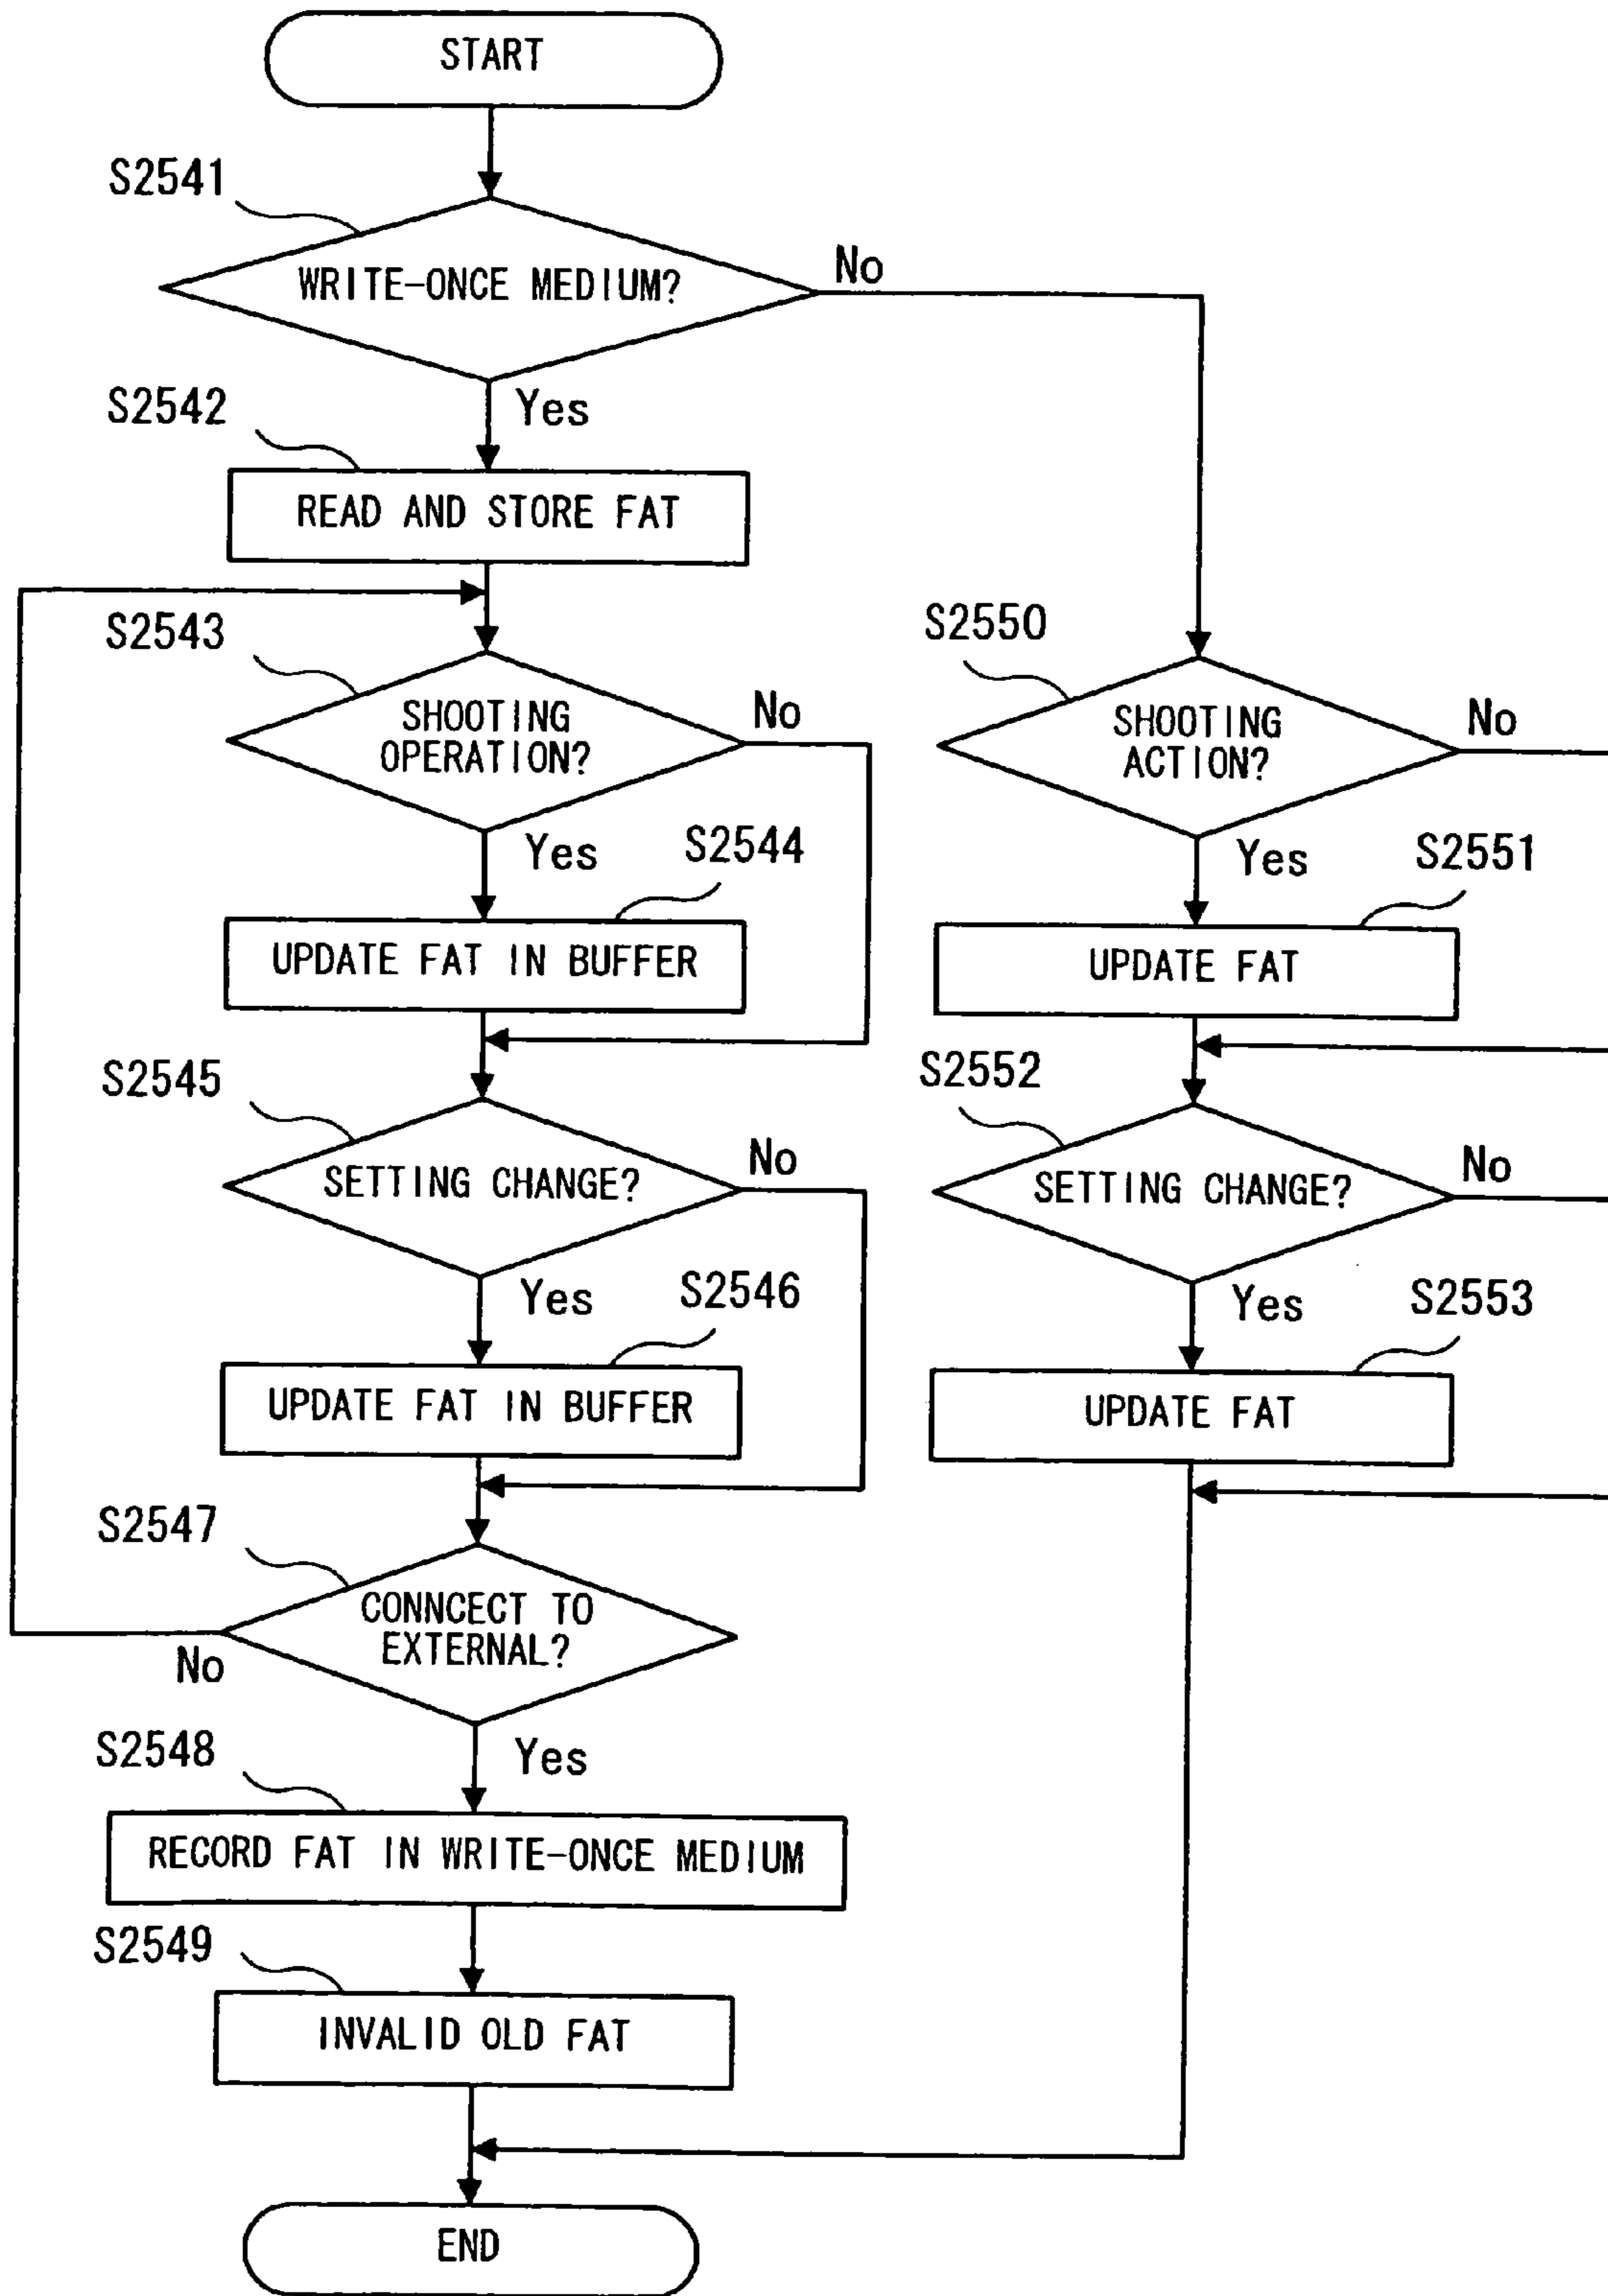 START
S2541
WRITE-ONCE MEDIUM?
No
Yes
S2542
READ AND STORE FAT
S2543
SHOOTING
OPERATION?
No
Yes
S2544
UPDATE FAT IN BUFFER
S2545
SETTING CHANGE?
No
Yes
S2546
UPDATE FAT IN BUFFER
S2547
CONNCECT TO
EXTERNAL?
No
Yes
S2548
RECORD FAT IN WRITE-ONCE MEDIUM
S2549
INVALID OLD FAT
S2550
SHOOTING
ACTION?
No
Yes
S2551
UPDATE FAT
S2552
SETTING CHANGE?
No
Yes
S2553
UPDATE FAT
END